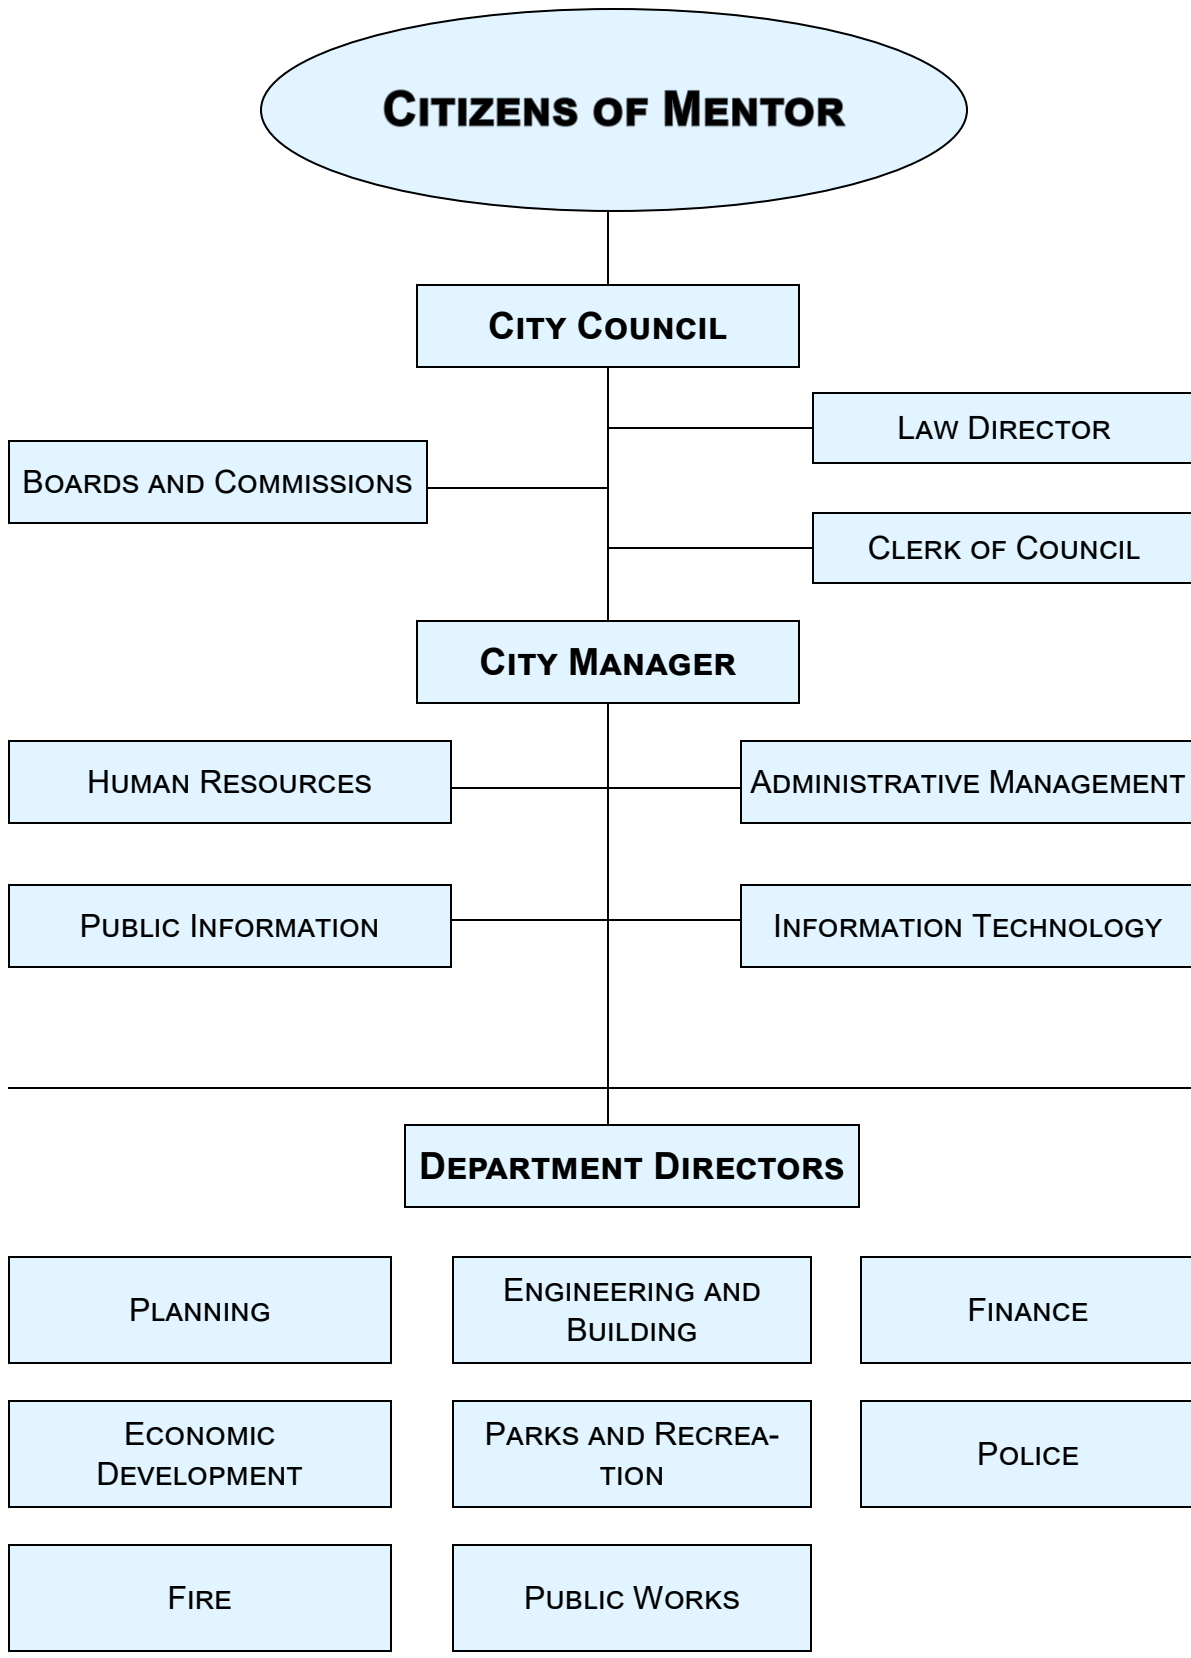 Citizens of Mentor
City Council
Law Director
Boards and Commissions
Clerk of Council
City Manager
Human Resources
Administrative Management
Public Information
Information Technology
Department Directors
Planning
Engineering and
Building
Finance
Economic
Development
Parks and Recrea-
tion
Police
Fire
Public Works